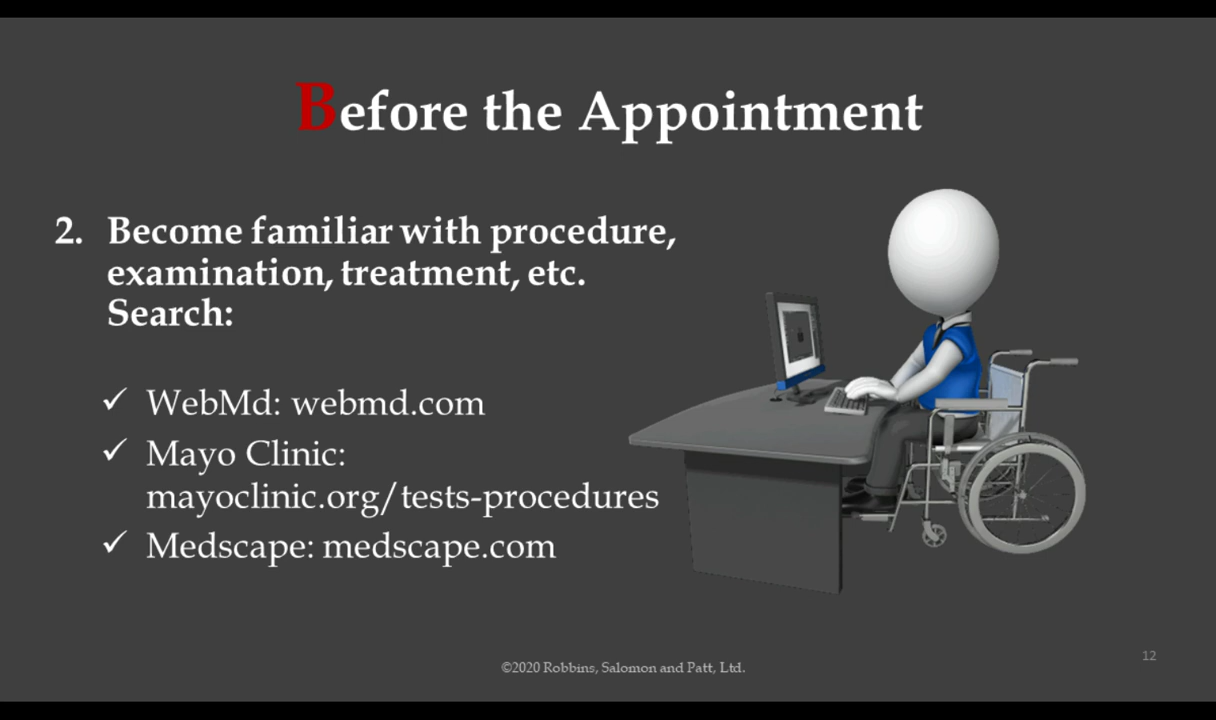 Before the Appointment
2. Become familiar with procedure,
examination, treatment, etc.
Search:
✓ WebMd: webmd.com
✓ Mayo Clinic:
mayoclinic.org/tests-procedures
✓ Medscape: medscape.com
©2020 Robbins, Salomon and Patt, Ltd.
12